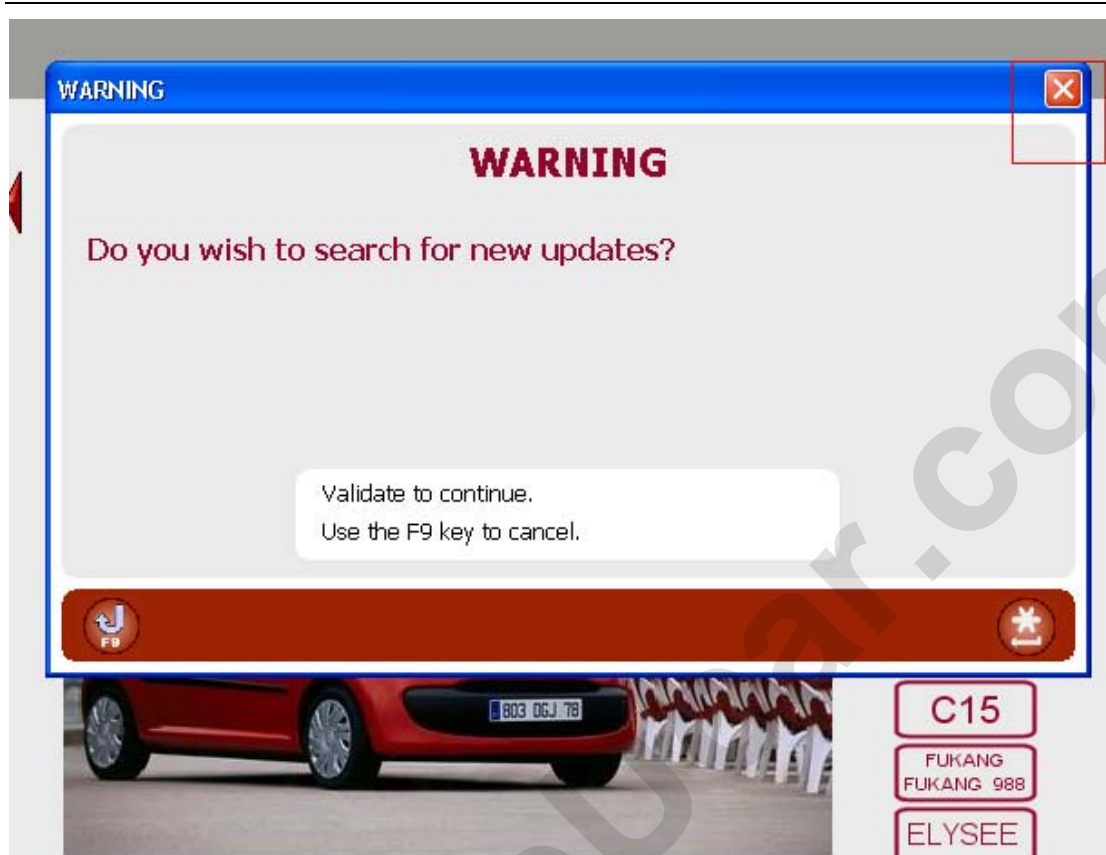 WARNING
WARNING
Do you wish to search for new updates?
Validate to continue.
Use the F9 key to cancel.
F9
803 OGJ 78
C15
FUKANG
FUKANG 988
ELYSEE